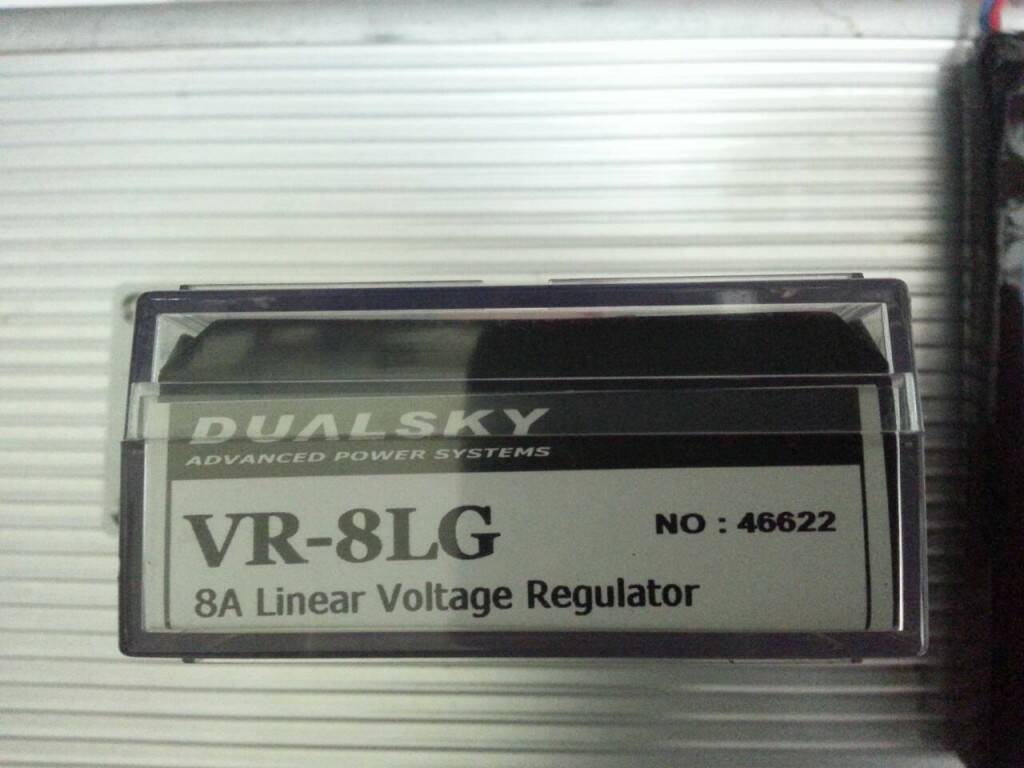 DUALSKY
ADVANCED POWER SYSTEMS
VR-8LG
NO : 46622
8A Linear Voltage Regulator